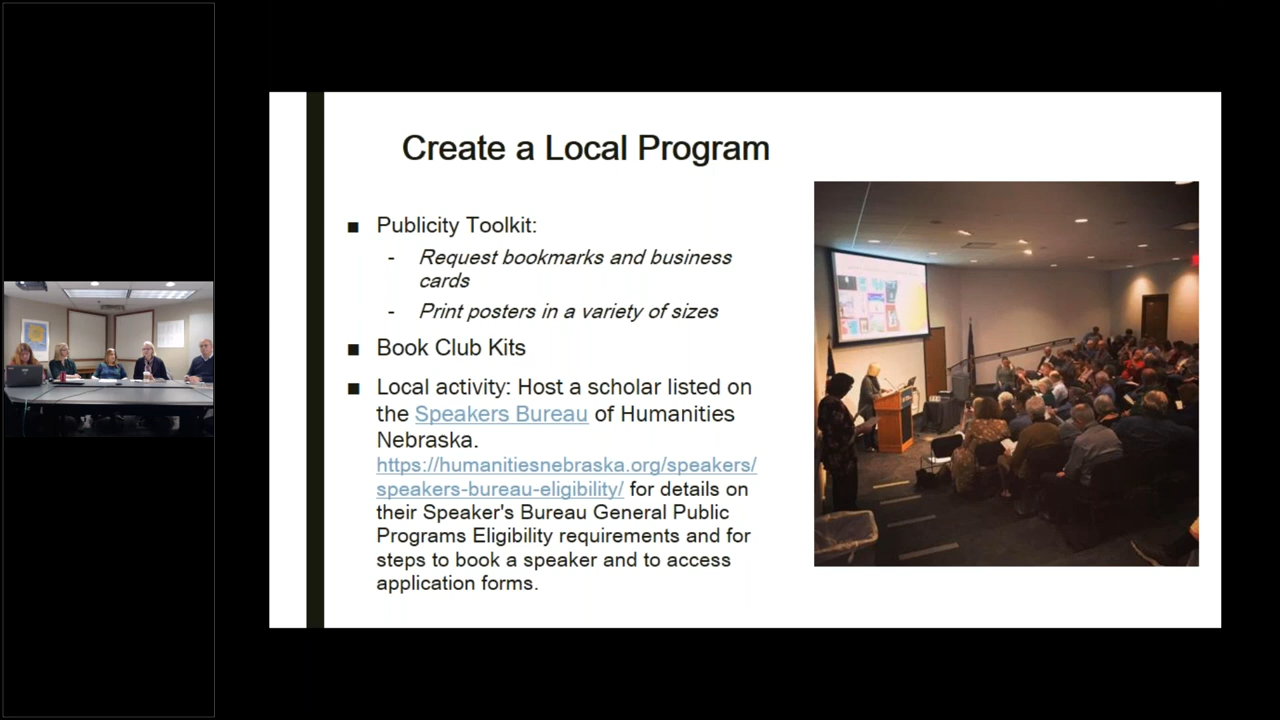 Create a Local Program
■ Publicity Toolkit:
- Request bookmarks and business
cards
- Print posters in a variety of sizes
■ Book Club Kits
■ Local activity: Host a scholar listed on
the Speakers Bureau of Humanities
Nebraska.
https://humanitiesnebraska.org/speakers/
speakers-bureau-eligibility/ for details on
their Speaker's Bureau General Public
Programs Eligibility requirements and for
steps to book a speaker and to access
application forms.